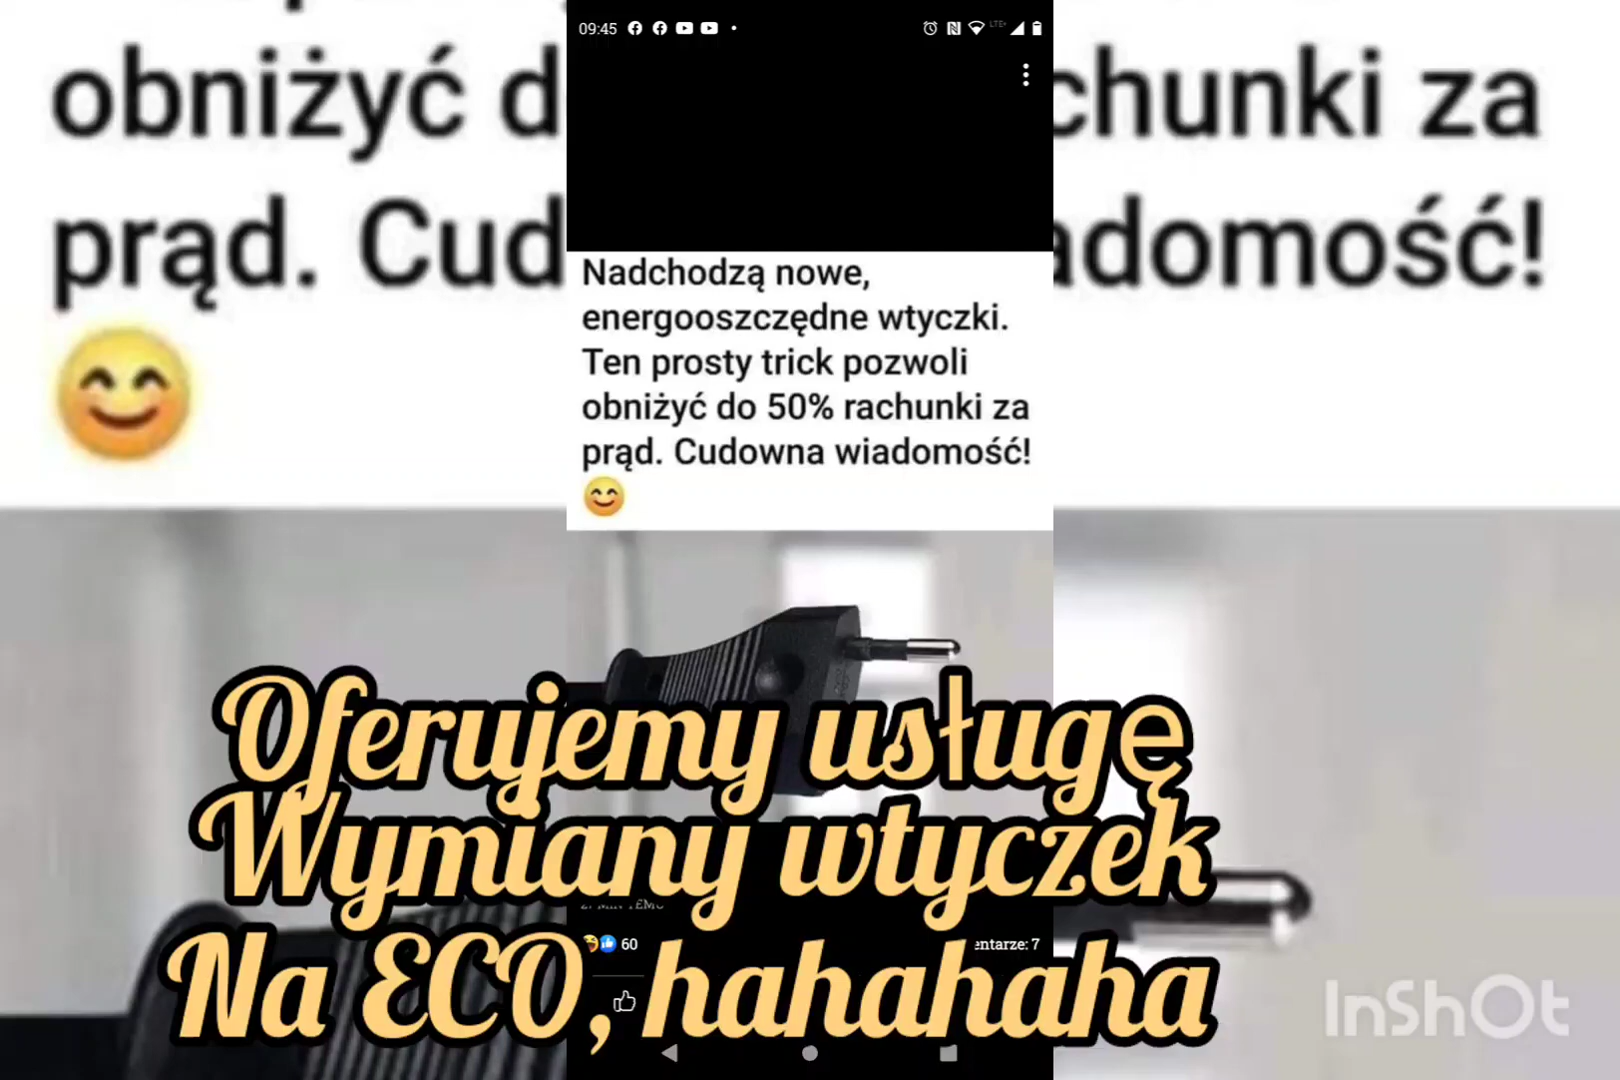 obniżyć d
chunki za
prąd. Cud
adomość!
09:45
LTE+
Nadchodzą nowe,
energooszczędne wtyczki.
Ten prosty trick pozwoli
obniżyć do 50% rachunki za
prąd. Cudowna wiadomość!
Oferujemy usługę
Wymiany wtyczek
Na ECO, hahahaha
60
entarze: 7
InShOt